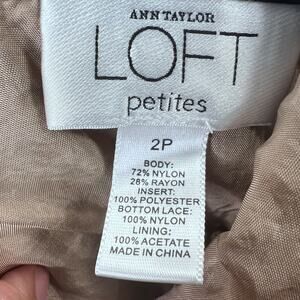 ANN TAYLOR
LOFT
petites
2P
BODY:
72% NYLON
28% RAYON
INSERT:
100% POLYESTER
BOTTOM LACE:
100% NYLON
LINING:
100% ACETATE
MADE IN CHINA